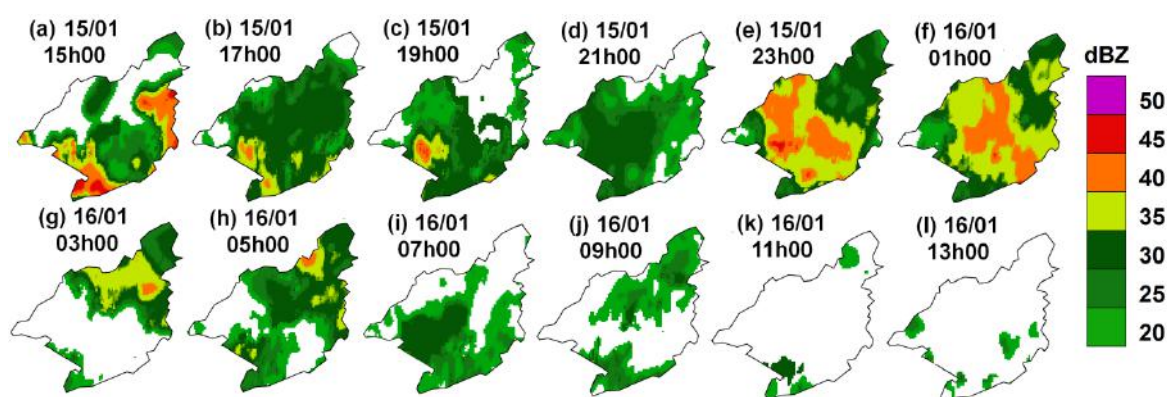 (a) 15/01
15h00
(b) 15/01
17h00
(c) 15/01
19h00
(d) 15/01
21h00
(e) 15/01
23h00
(f) 16/01
01h00
(g) 16/01
03h00
(h) 16/01
05h00
(i) 16/01
07h00
(j) 16/01
09h00
(k) 16/01
11h00
(l) 16/01
13h00
dBZ
50
45
40
35
30
25
20